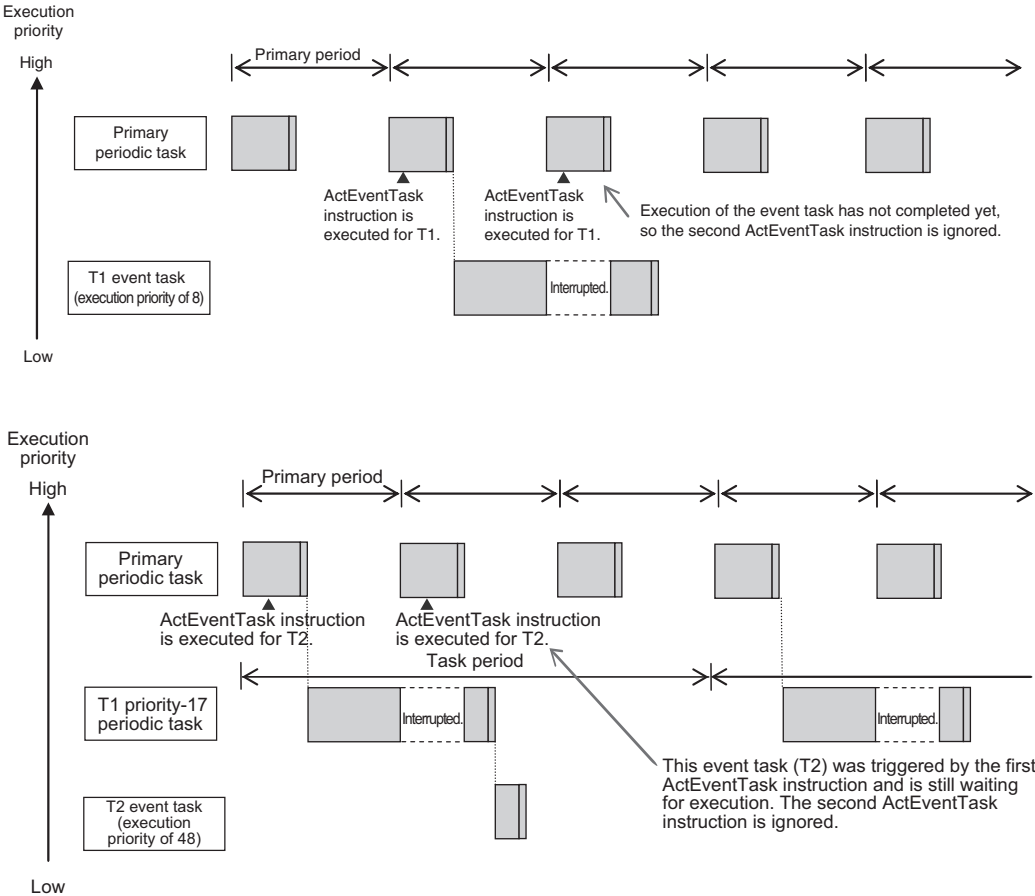 Execution
priority
High
Primary period
Primary
periodic task
ActEventTask
instruction is
executed for T1.
ActEventTask
instruction is
executed for T1.
Execution of the event task has not completed yet,
so the second ActEventTask instruction is ignored.
T1 event task
(execution priority of 8)
Interrupted.
Low
Execution
priority
High
Primary period
Primary
periodic task
ActEventTask instruction
is executed for T2.
ActEventTask instruction
is executed for T2.
Task period
T1 priority-17
periodic task
Interrupted.
Interrupted.
This event task (T2) was triggered by the first
ActEventTask instruction and is still waiting
for execution. The second ActEventTask
instruction is ignored.
T2 event task
(execution
priority of 48)
Low